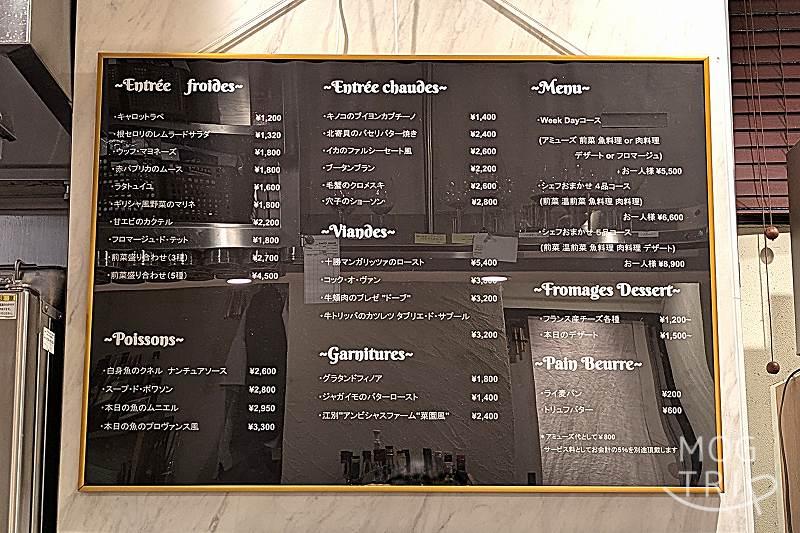 ~Entrée froides~
・キャロットラペ ¥1,200
・根セロリのレムラードサラダ ¥1,320
・ウッフ・マヨネーズ ¥1,800
・赤パプリカのムース ¥1,800
・ラタトゥイユ ¥1,600
・ギリシャ風野菜のマリネ ¥1,800
・甘エビのカクテル ¥2,200
・フロマージュ・ド・テット ¥1,800
・前菜盛り合わせ(3種) ¥2,700
・前菜盛り合わせ(5種) ¥4,500
~Poissons~
・白身魚のクネル ナンチュアソース ¥2,600
・スープ・ド・ポワソン ¥2,800
・本日の魚のムニエル ¥2,950
・本日の魚のプロヴァンス風 ¥3,300
~Entrée chaudes~
・キノコのブイヨンカプチーノ ¥1,400
・北寄貝のパセリバター焼き ¥2,400
・イカのファルシーセート風 ¥2,600
・ブータンブラン ¥2,200
・毛蟹のクロメスキ ¥2,600
・穴子のショーソン ¥2,800
~Viandes~
・十勝マンガリッツァのロースト ¥5,400
・コック・オ・ヴァン
・牛頬肉のブレゼ "ドーブ" ¥3,200
・牛トリッパのカツレツ タブリエ・ド・サプール
¥3,200
~Garnitures~
・グラタンドフィノア ¥1,800
・ジャガイモのバターロースト ¥1,400
・江別"アンビシャスファーム"菜園風" ¥2,400
~Menu~
・Week Dayコース
(アミューズ 前菜 魚料理 or 肉料理
デザート or フロマージュ)
・お一人様 ¥5,500
・シェフおまかせ 4品コース
(前菜 温前菜 魚料理 肉料理)
お一人様 ¥6,600
・シェフおまかせ 5品コース
(前菜 温前菜 魚料理 肉料理 デザート)
お一人様 ¥8,900
~Fromages Dessert~
・フランス産チーズ各種 ¥1,200~
・本日のデザート ¥1,500~
~Pain Beurre~
・ライ麦パン ¥200
・トリュフバター ¥600
*アミューズ代として¥800
サービス料としてお会計の5%を別途頂戴します
MOG
TRIP